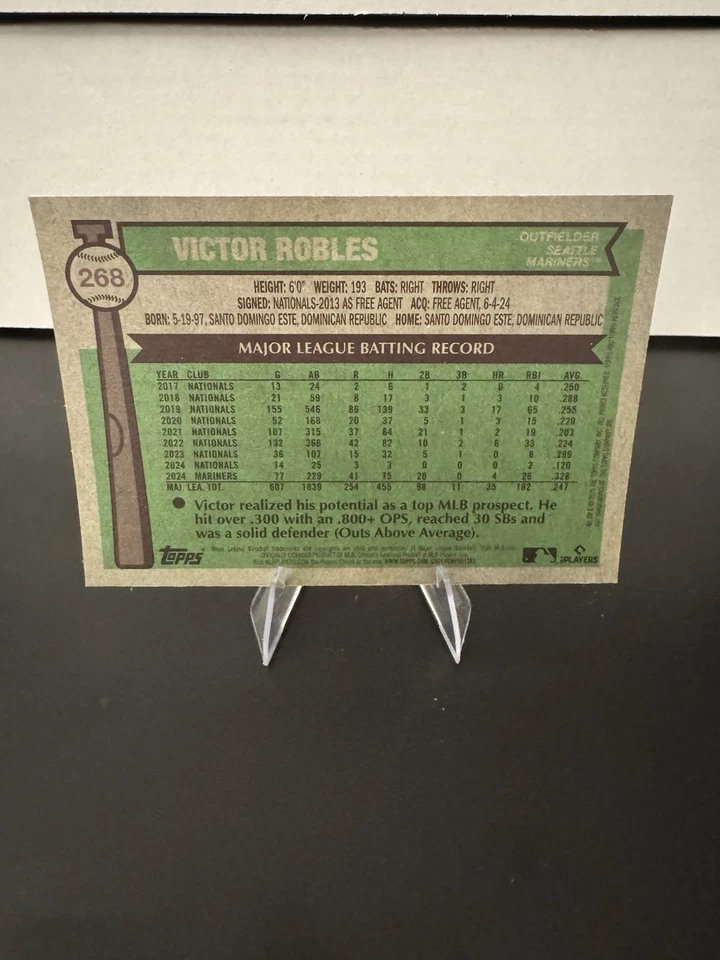 268
VICTOR ROBLES
OUTFIELDER
SEATTLE
MARINERS™
HEIGHT: 6'0" WEIGHT: 193 BATS: RIGHT THROWS: RIGHT
SIGNED: NATIONALS-2013 AS FREE AGENT ACQ: FREE AGENT, 6-4-24
BORN: 5-19-97, SANTO DOMINGO ESTE, DOMINICAN REPUBLIC HOME: SANTO DOMINGO ESTE, DOMINICAN REPUBLIC
MAJOR LEAGUE BATTING RECORD
YEAR CLUB G AB R H 2B 3B HR RBI AVG.
2017 NATIONALS 13 24 2 6 1 2 0 4 .250
2018 NATIONALS 21 59 8 17 3 1 3 10 .288
2019 NATIONALS 155 546 86 139 33 3 17 65 .255
2020 NATIONALS 52 168 20 37 5 1 3 15 .220
2021 NATIONALS 107 315 37 64 21 1 2 19 .203
2022 NATIONALS 132 366 42 82 10 2 6 33 .224
2023 NATIONALS 36 107 15 32 5 1 0 8 .299
2024 NATIONALS 14 25 3 3 0 0 0 2 .120
2024 MARINERS 77 229 41 75 20 0 4 26 .328
MAJ. LEA. TOT. 607 1839 254 455 98 11 35 182 .247
● Victor realized his potential as a top MLB prospect. He
hit over .300 with an .800+ OPS, reached 30 SBs and
was a solid defender (Outs Above Average).
Topps
PLAYERS